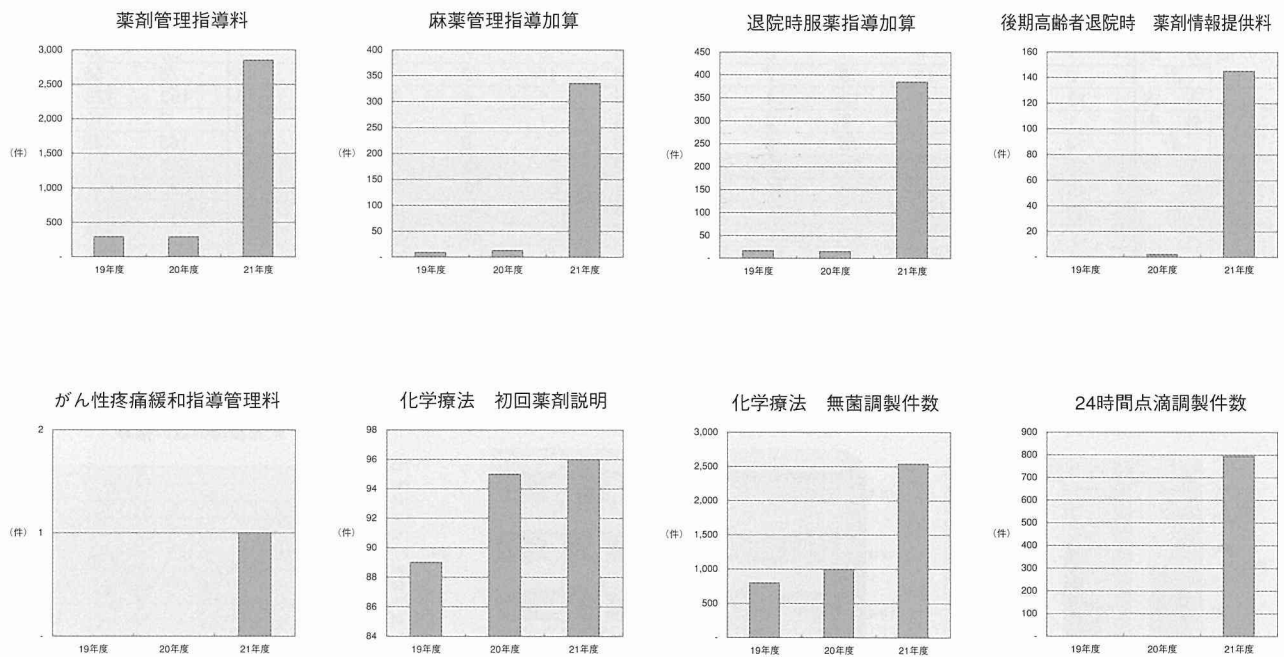 薬剤管理指導料
3,000
2,500
2,000
1,500
1,000
500
-
(件)
19年度 20年度 21年度
麻薬管理指導加算
400
350
300
250
200
150
100
50
-
(件)
19年度 20年度 21年度
退院時服薬指導加算
450
400
350
300
250
200
150
100
50
-
(件)
19年度 20年度 21年度
後期高齢者退院時 薬剤情報提供料
160
140
120
100
80
60
40
20
-
(件)
19年度 20年度 21年度
がん性疼痛緩和指導管理料
2
1
-
(件)
19年度 20年度 21年度
化学療法 初回薬剤説明
98
96
94
92
90
88
86
84
(件)
19年度 20年度 21年度
化学療法 無菌調製件数
3,000
2,500
2,000
1,500
1,000
500
-
(件)
19年度 20年度 21年度
24時間点滴調製件数
900
800
700
600
500
400
300
200
100
-
(件)
19年度 20年度 21年度